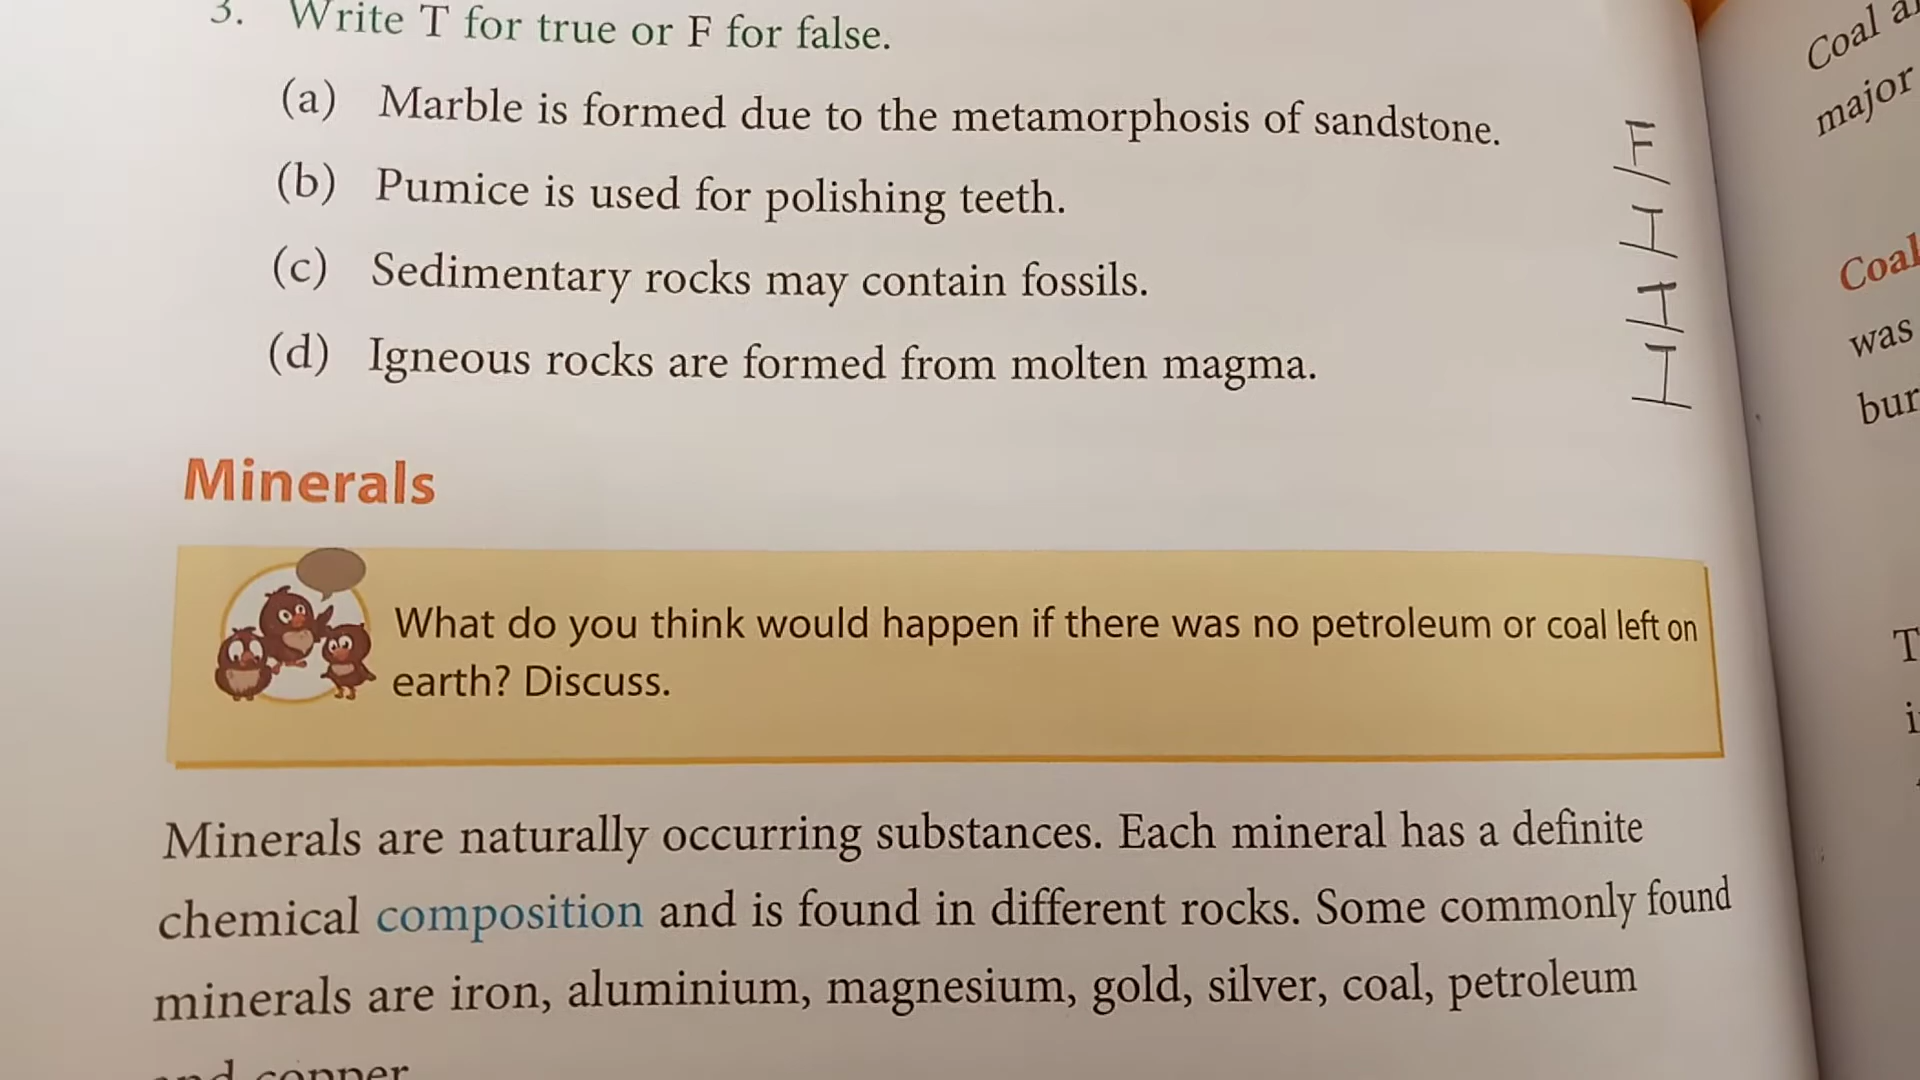 3. Write T for true or F for false.
(a) Marble is formed due to the metamorphosis of sandstone. F
(b) Pumice is used for polishing teeth. T
(c) Sedimentary rocks may contain fossils. T
(d) Igneous rocks are formed from molten magma. T
Minerals
What do you think would happen if there was no petroleum or coal left on
earth? Discuss.
Minerals are naturally occurring substances. Each mineral has a definite
chemical composition and is found in different rocks. Some commonly found
minerals are iron, aluminium, magnesium, gold, silver, coal, petroleum
and copper
Coal
major
Coal
was